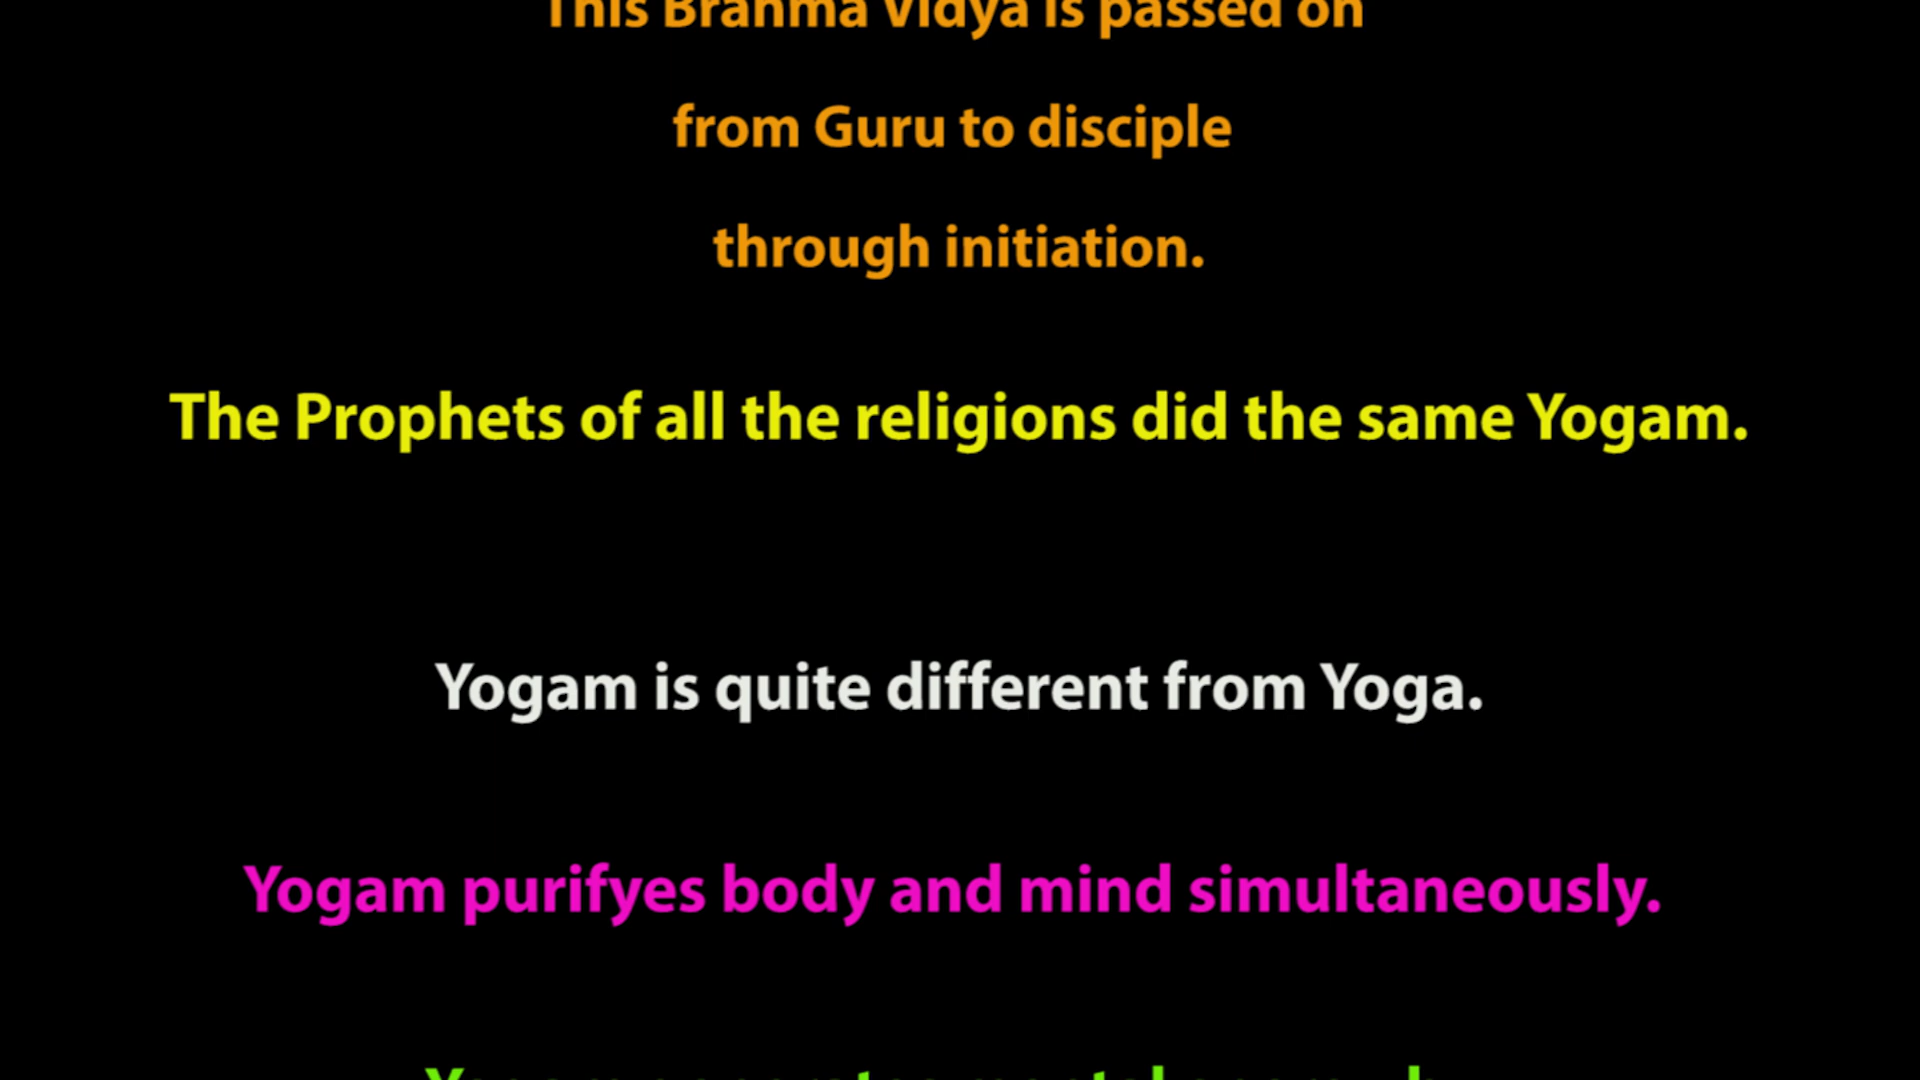 This Brahma Vidya is passed on
from Guru to disciple
through initiation.
The Prophets of all the religions did the same Yogam.
Yogam is quite different from Yoga.
Yogam purifyes body and mind simultaneously.